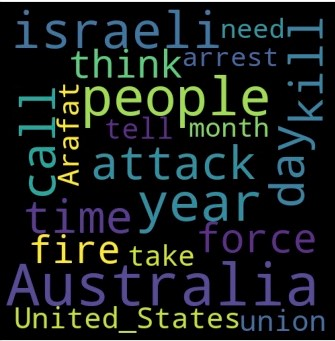 israeli
need
think
arrest
kill
people
call
Arafat
tell
month
attack
day
year
time
force
fire
take
Australia
United_States
union